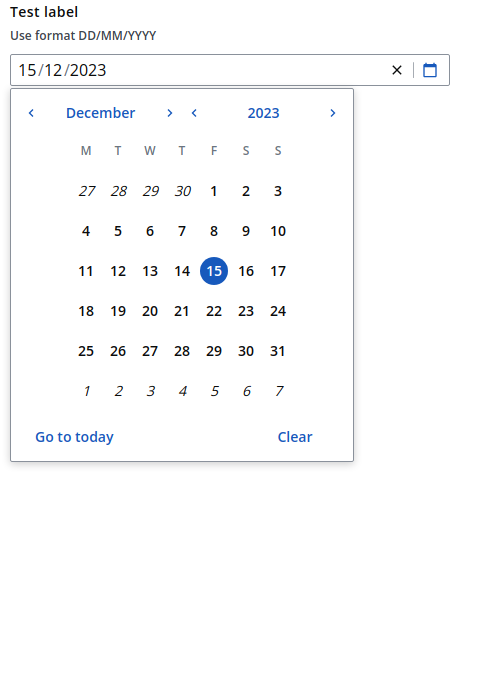 Test label
Use format DD/MM/YYYY
15/12/2023
December 2023
M T W T F S S
27 28 29 30 1 2 3
4 5 6 7 8 9 10
11 12 13 14 15 16 17
18 19 20 21 22 23 24
25 26 27 28 29 30 31
1 2 3 4 5 6 7
Go to today Clear